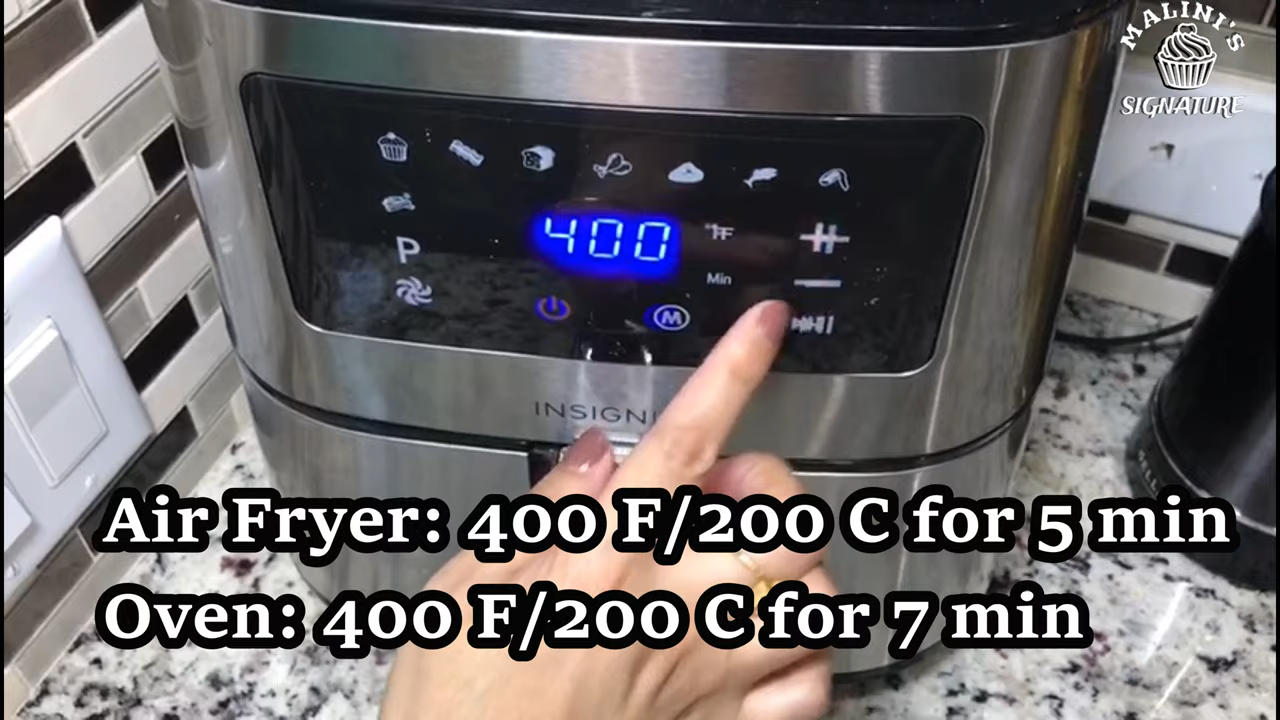 MALINI'S
SIGNATURE
400 °F
P
Min
M
INSIGNI
Air Fryer: 400 F/200 C for 5 min
Oven: 400 F/200 C for 7 min